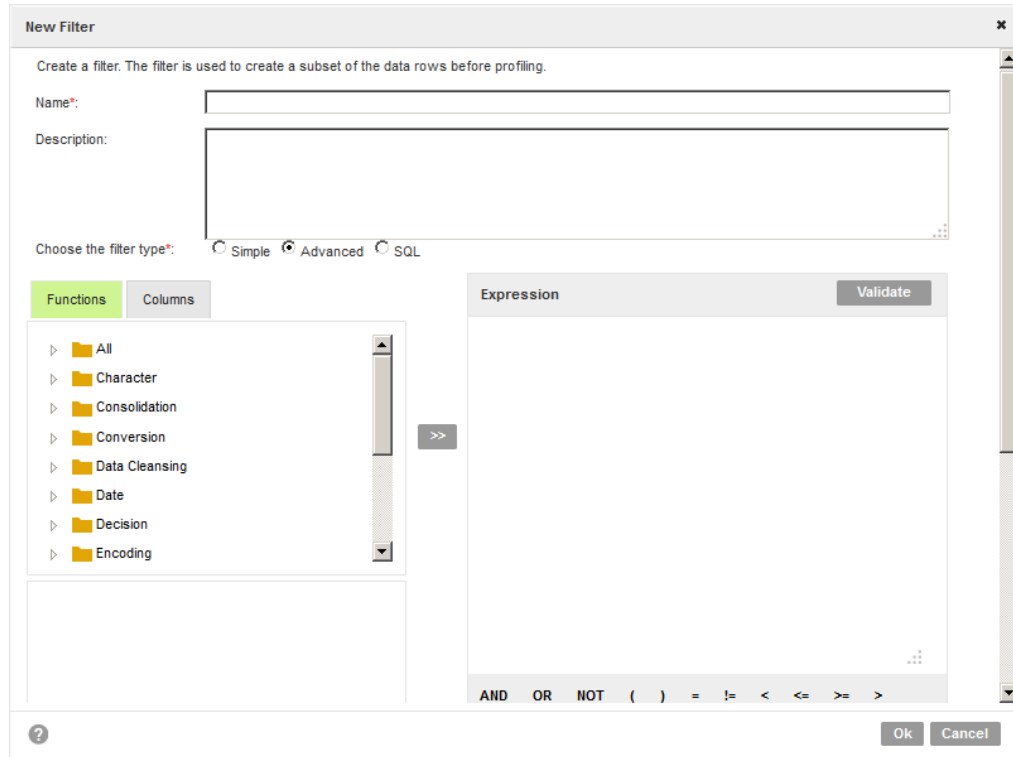 New Filter
Create a filter. The filter is used to create a subset of the data rows before profiling.
Name*:
Description:
Choose the filter type*: Simple Advanced SQL
Functions Columns
All
Character
Consolidation
Conversion
Data Cleansing
Date
Decision
Encoding
>>
Expression Validate
AND OR NOT ( ) = != < <= >= >
? Ok Cancel